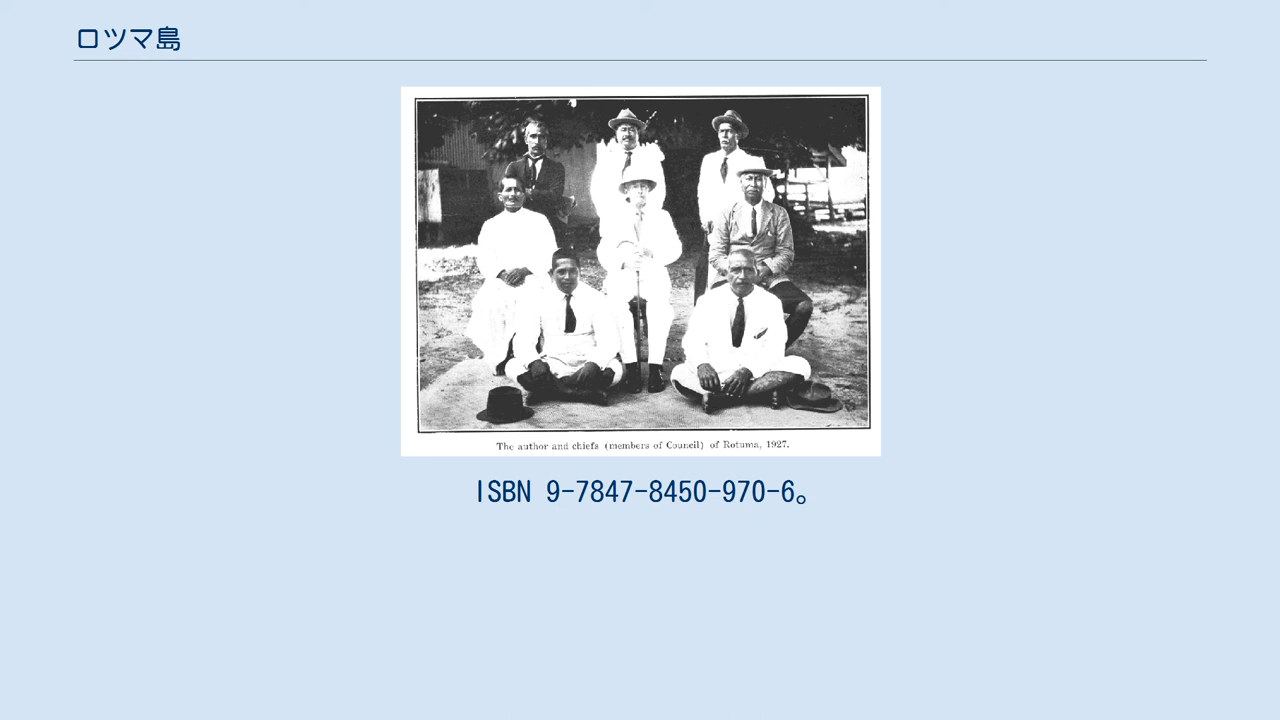 ロツマ島
The author and chiefs (members of Council) of Rotuma, 1927.
ISBN 9-7847-8450-970-6。